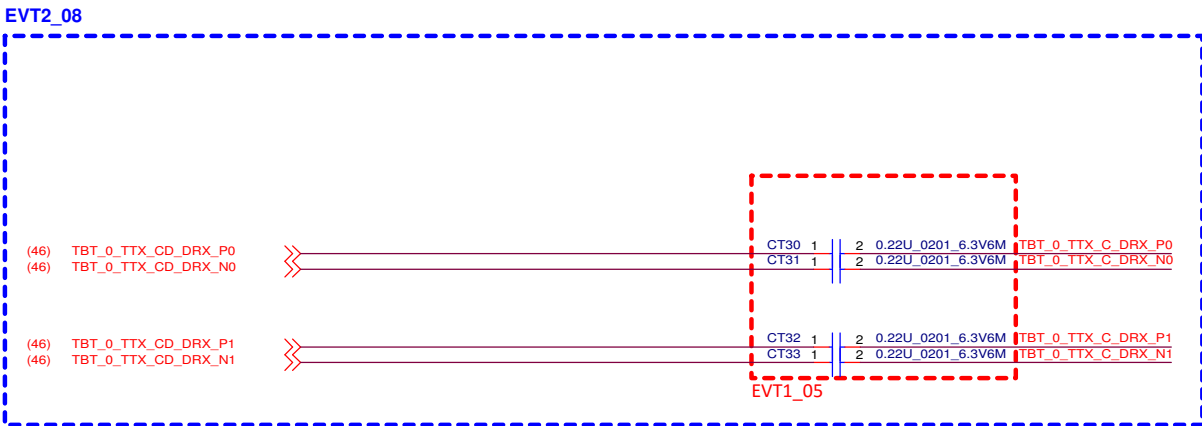 EVT2_08
(46) TBT_0_TTX_CD_DRX_P0 CT30 1 2 0.22U_0201_6.3V6M TBT_0_TTX_C_DRX_P0
(46) TBT_0_TTX_CD_DRX_N0 CT31 1 2 0.22U_0201_6.3V6M TBT_0_TTX_C_DRX_N0
(46) TBT_0_TTX_CD_DRX_P1 CT32 1 2 0.22U_0201_6.3V6M TBT_0_TTX_C_DRX_P1
(46) TBT_0_TTX_CD_DRX_N1 CT33 1 2 0.22U_0201_6.3V6M TBT_0_TTX_C_DRX_N1
EVT1_05